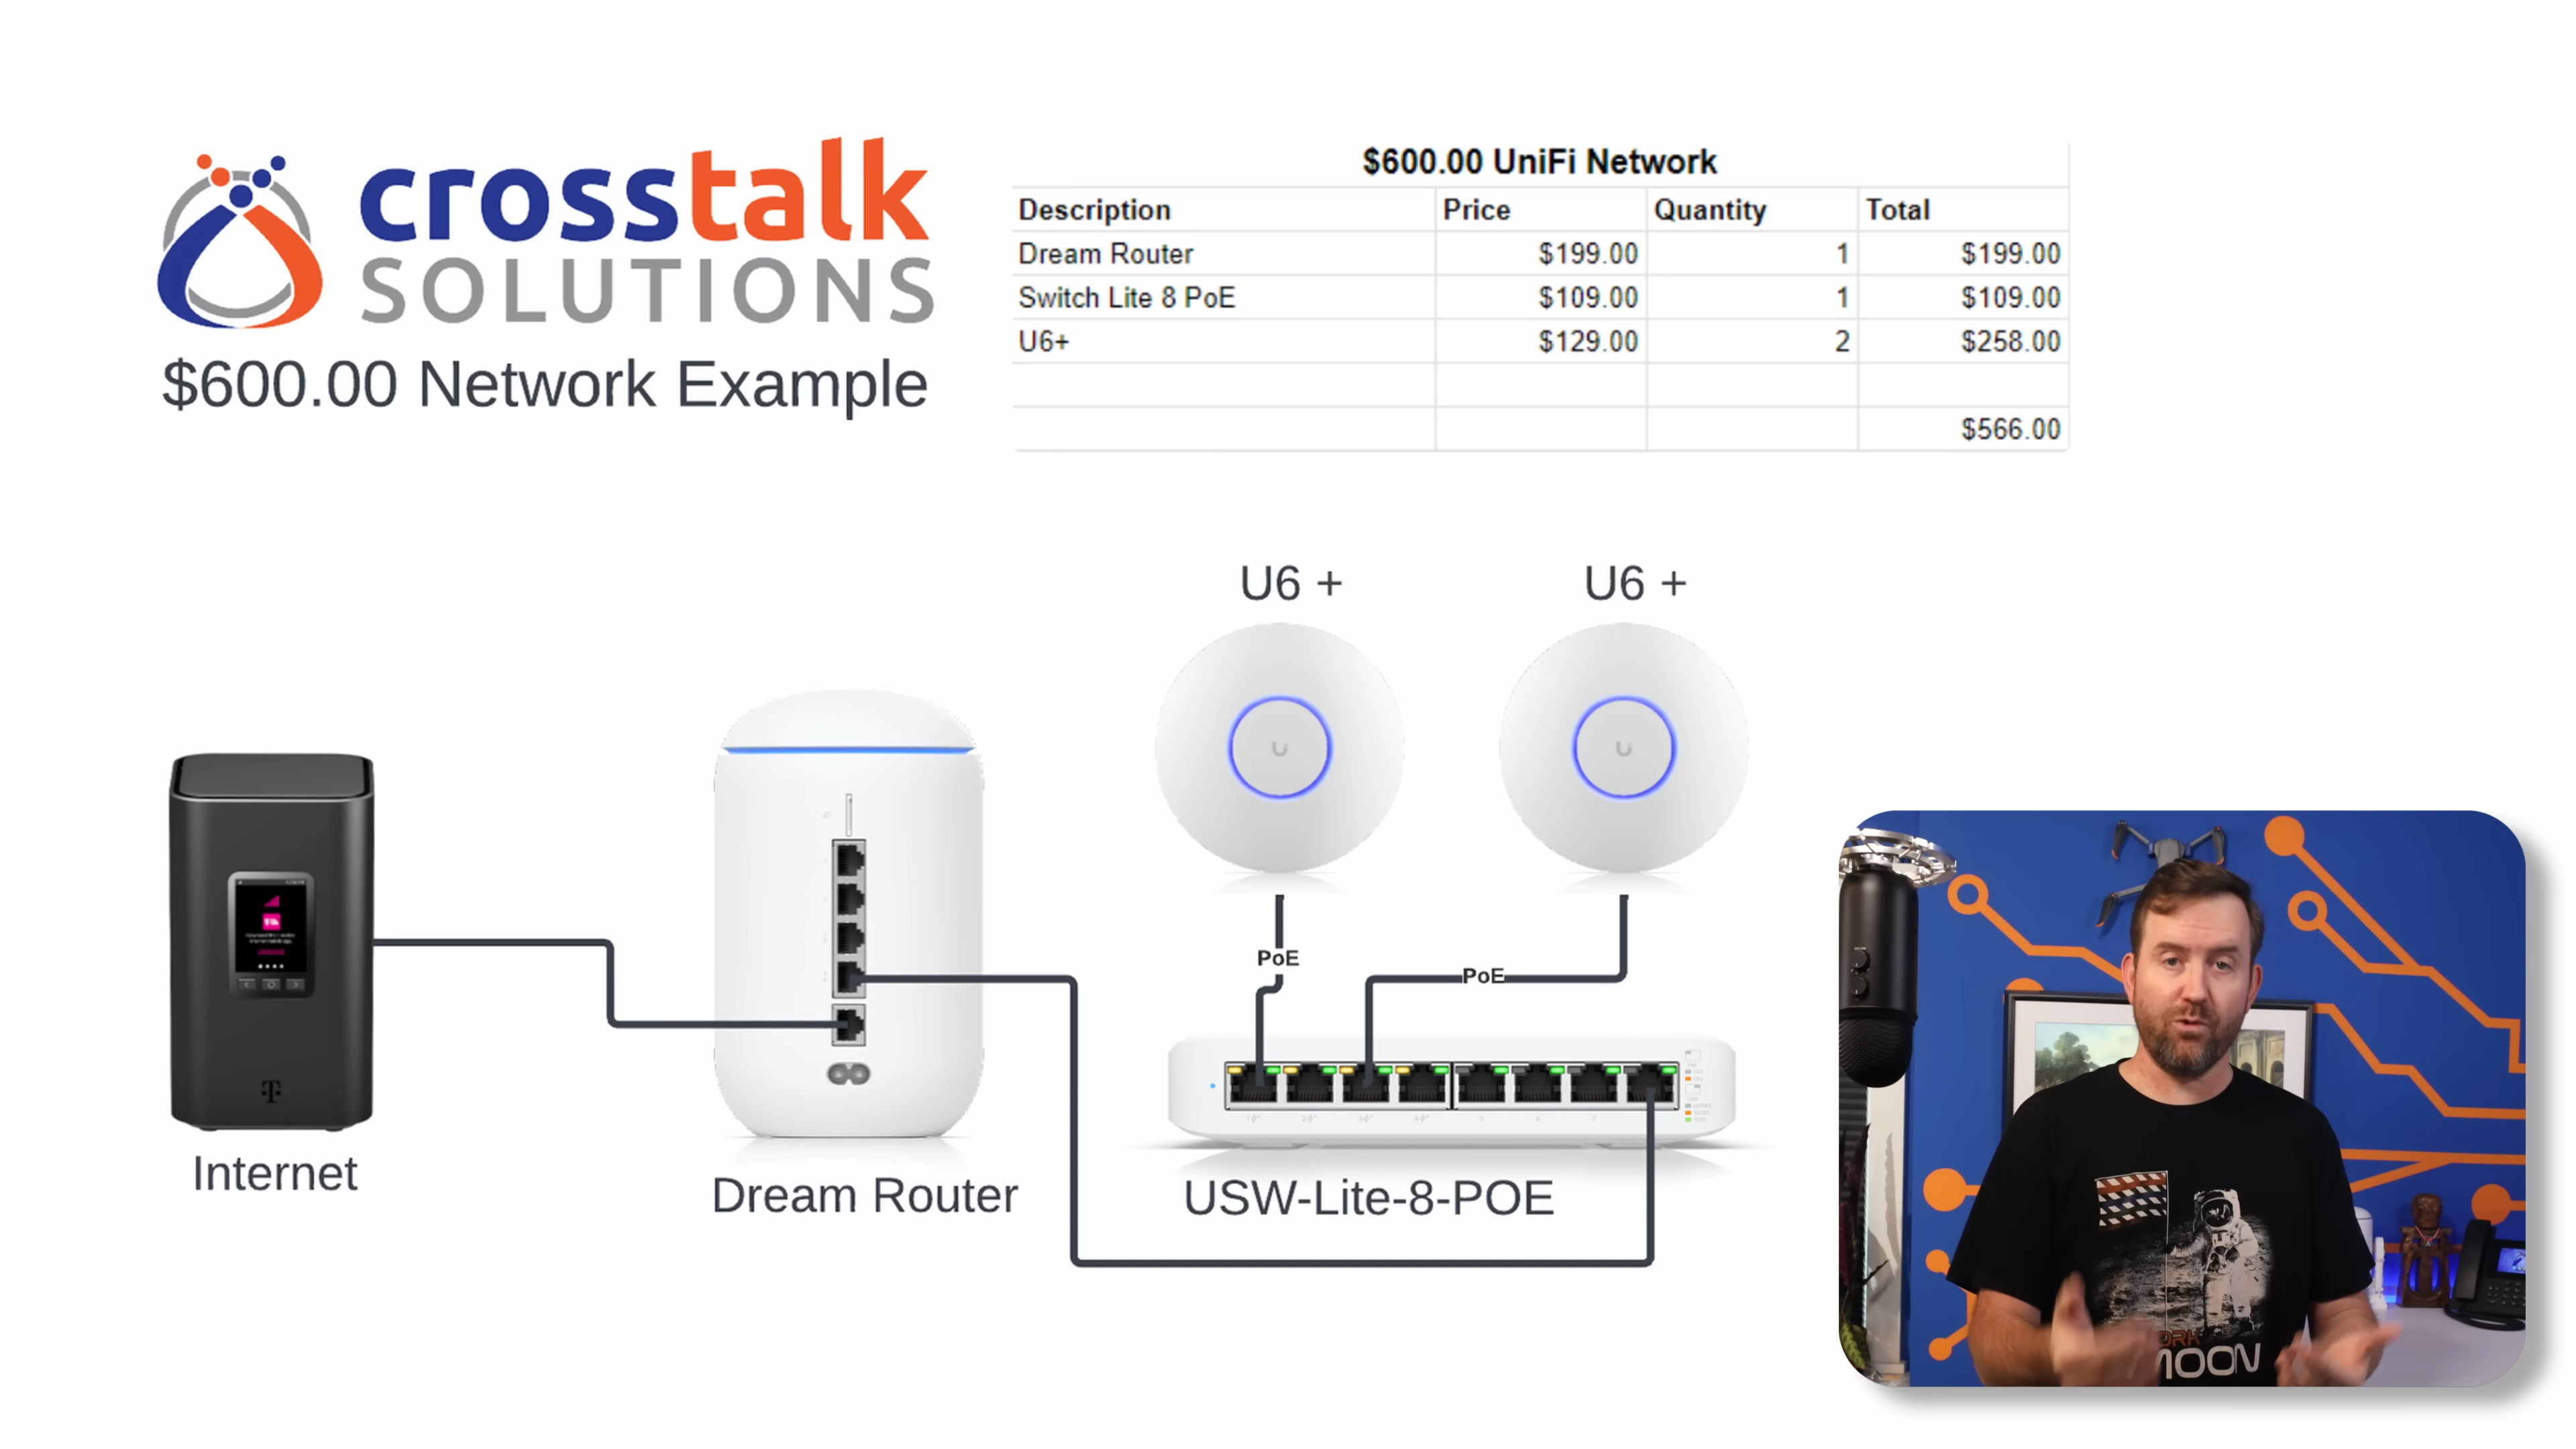 crosstalk
SOLUTIONS
$600.00 Network Example
$600.00 UniFi Network
Description Price Quantity Total
Dream Router $199.00 1 $199.00
Switch Lite 8 PoE $109.00 1 $109.00
U6+ $129.00 2 $258.00
$566.00
U6 +
U6 +
PoE
PoE
Internet
Dream Router
USW-Lite-8-POE
MOON